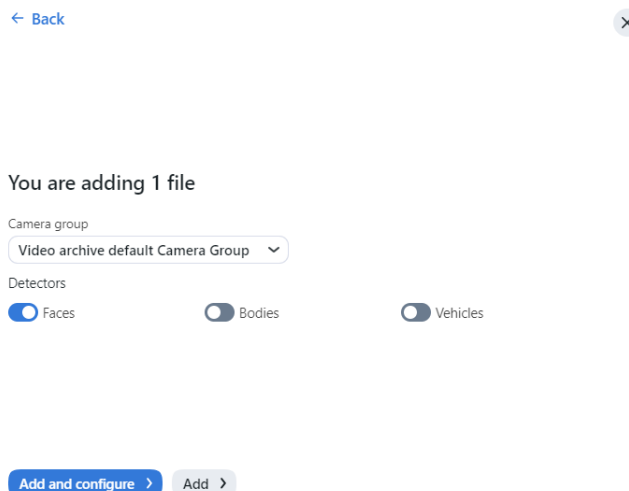 Back
You are adding 1 file
Camera group
Video archive default Camera Group
Detectors
Faces Bodies Vehicles
Add and configure Add